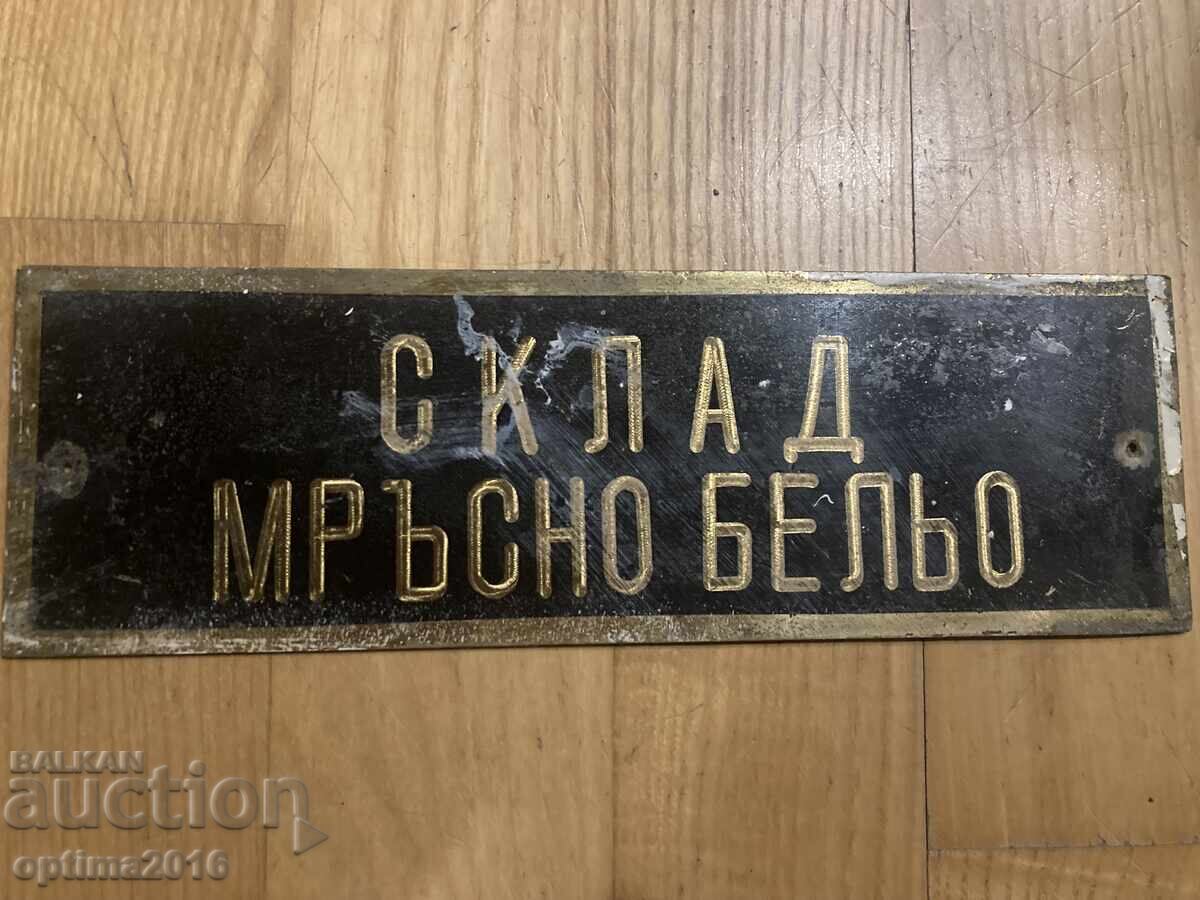 СКЛАД
МРЪСНО БЕЛЬО
BALKAN
auction
optima2016